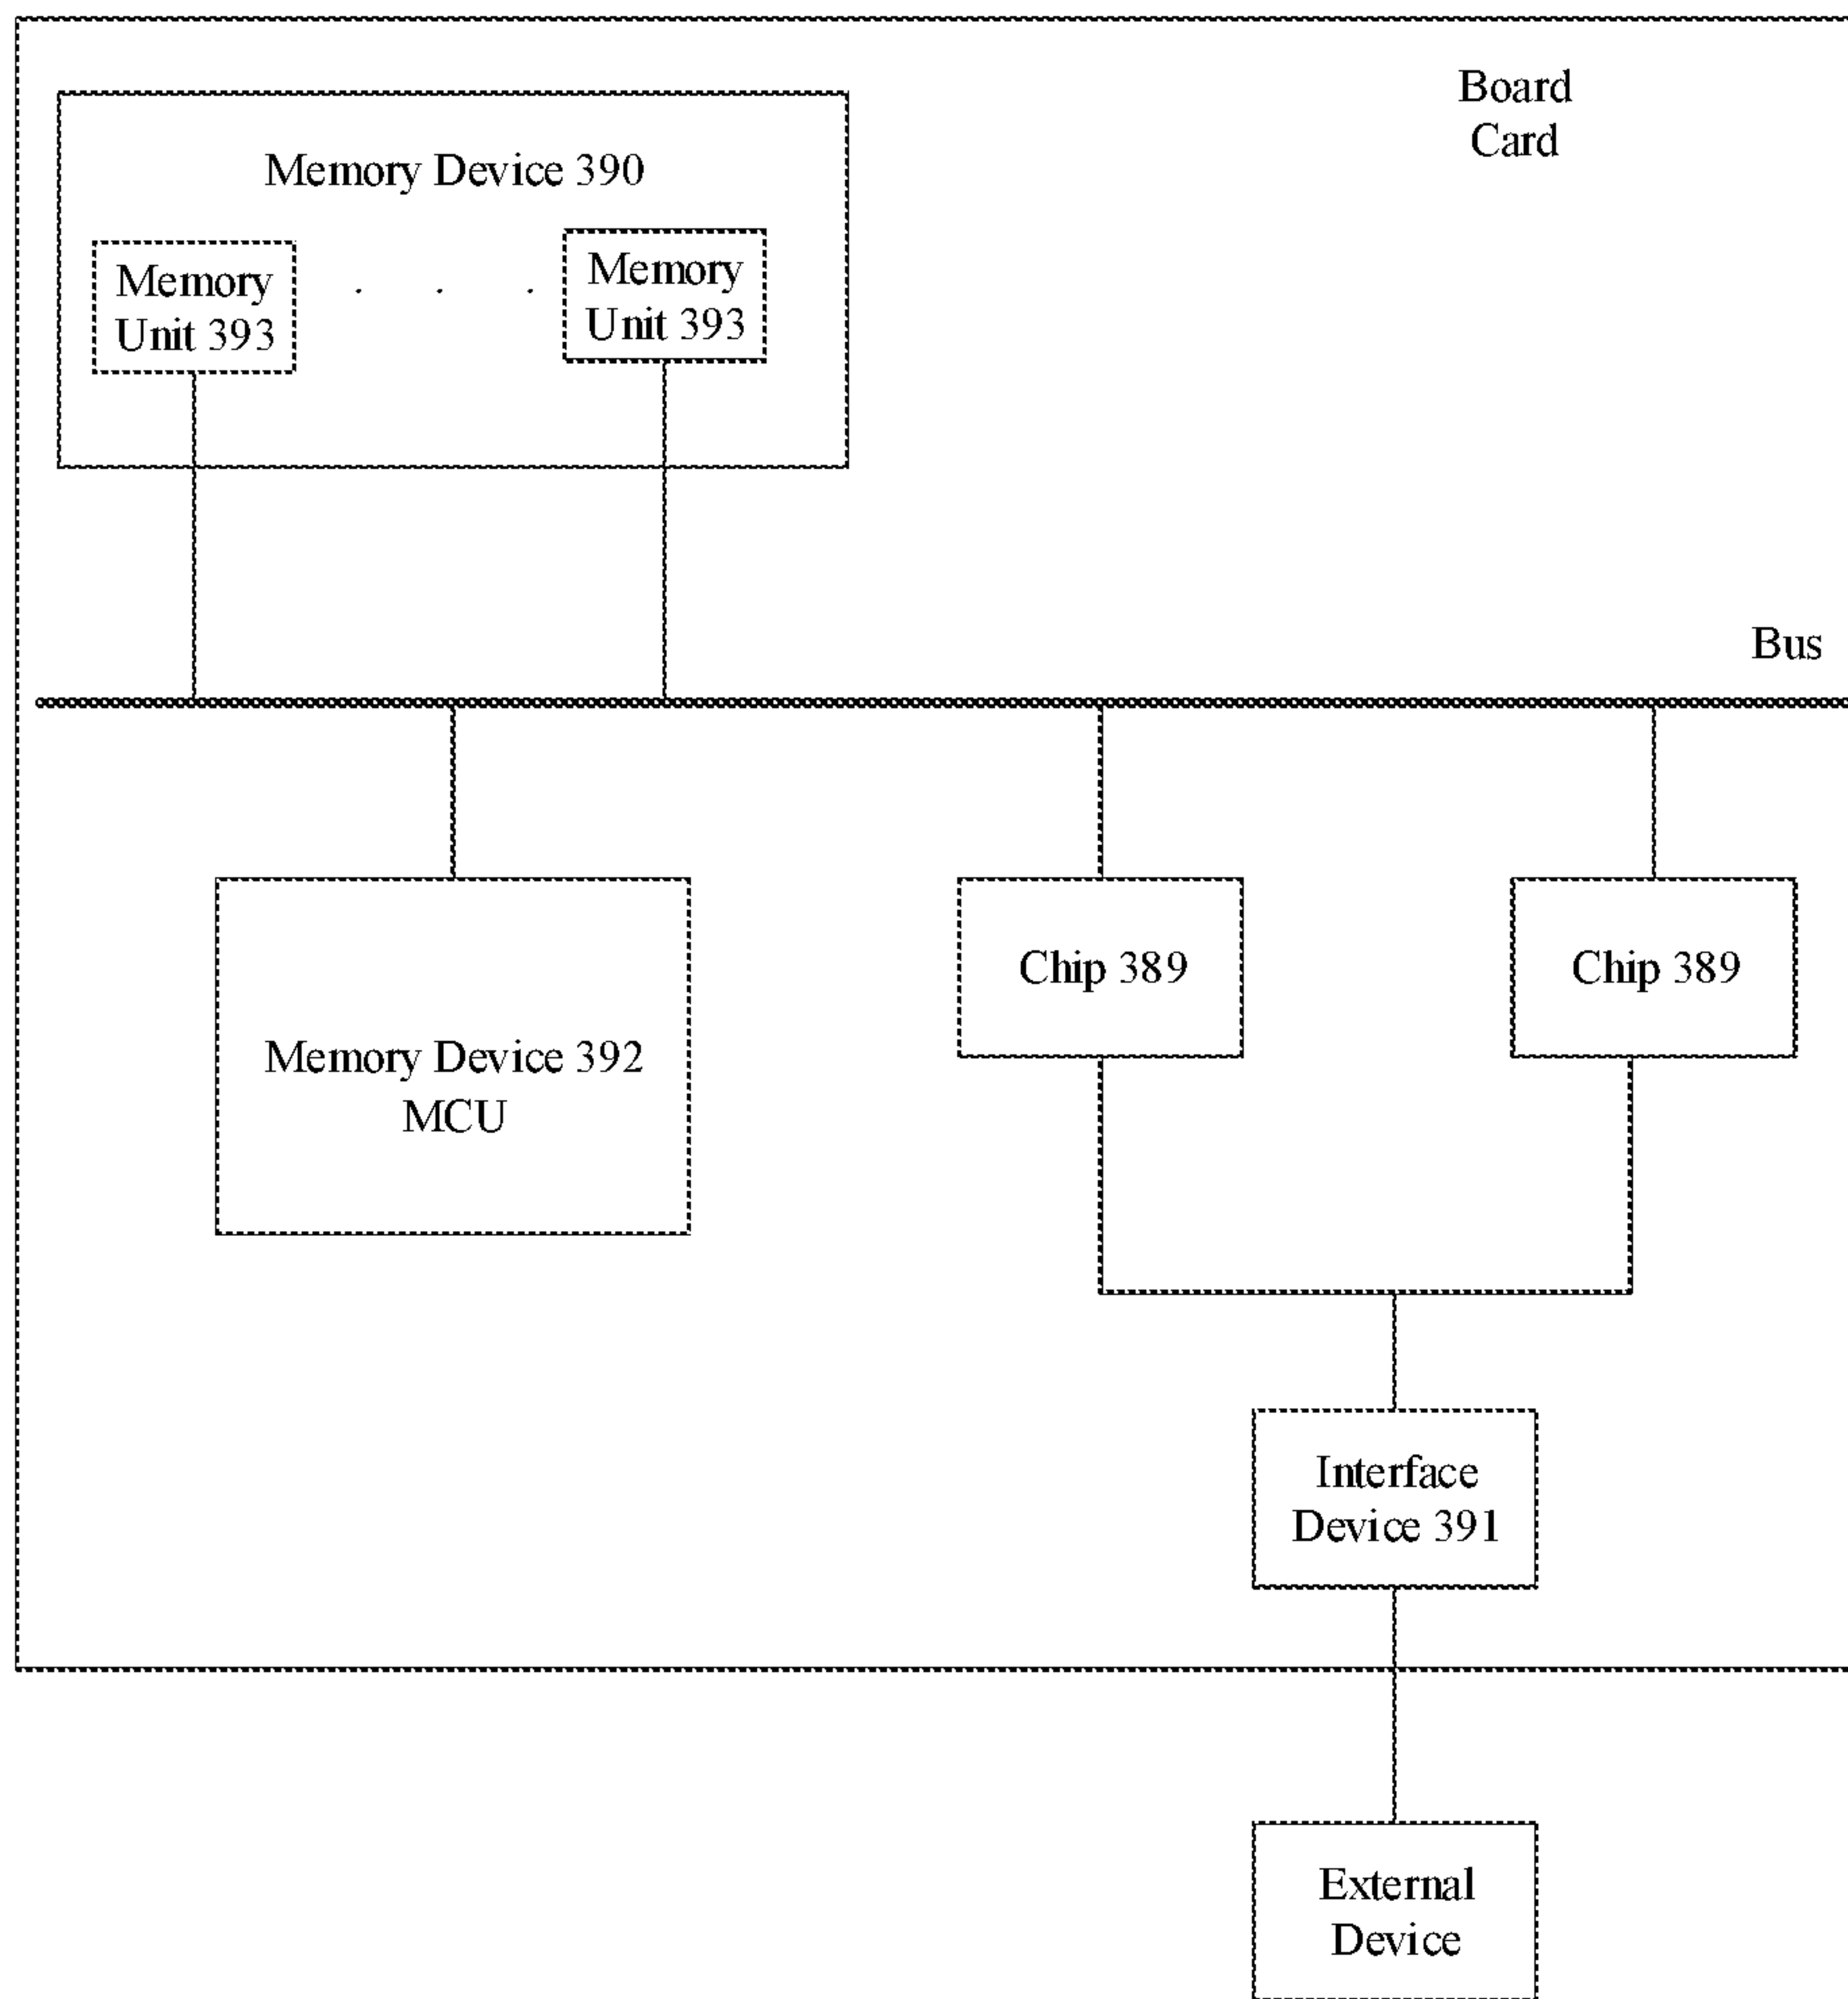 Board
Card
Memory Device 390
Memory
Unit 393
. . .
Memory
Unit 393
Bus
Chip 389
Chip 389
Memory Device 392
MCU
Interface
Device 391
External
Device